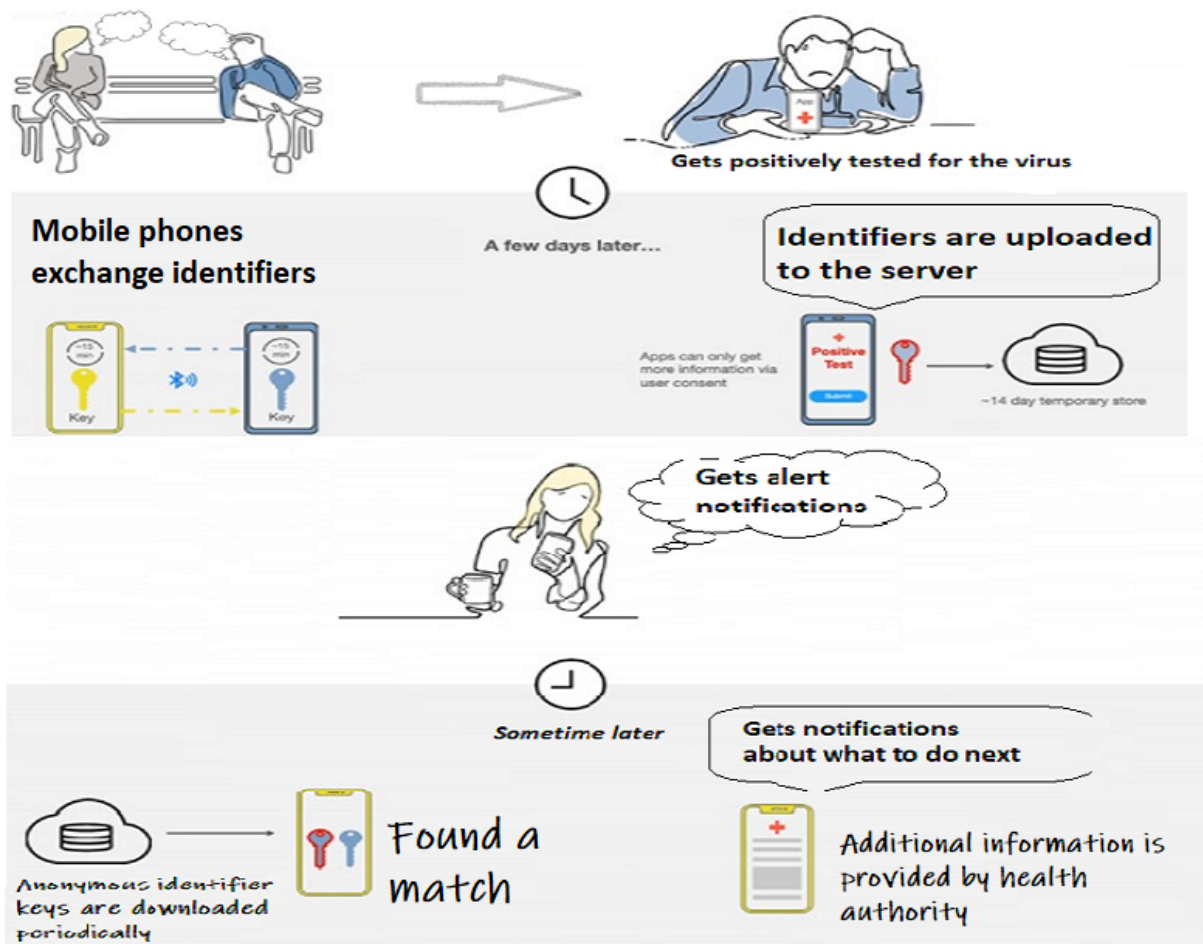 App
Gets positively tested for the virus
Mobile phones
exchange identifiers
A few days later...
Identifiers are uploaded
to the server
~15
min
Key
~15
min
Key
Apps can only get
more information via
user consent
Positive
Test
Submit
~14 day temporary store
Gets alert
notifications
Sometime later
Gets notifications
about what to do next
Anonymous identifier
keys are downloaded
periodically
Found a
match
Additional information is
provided by health
authority